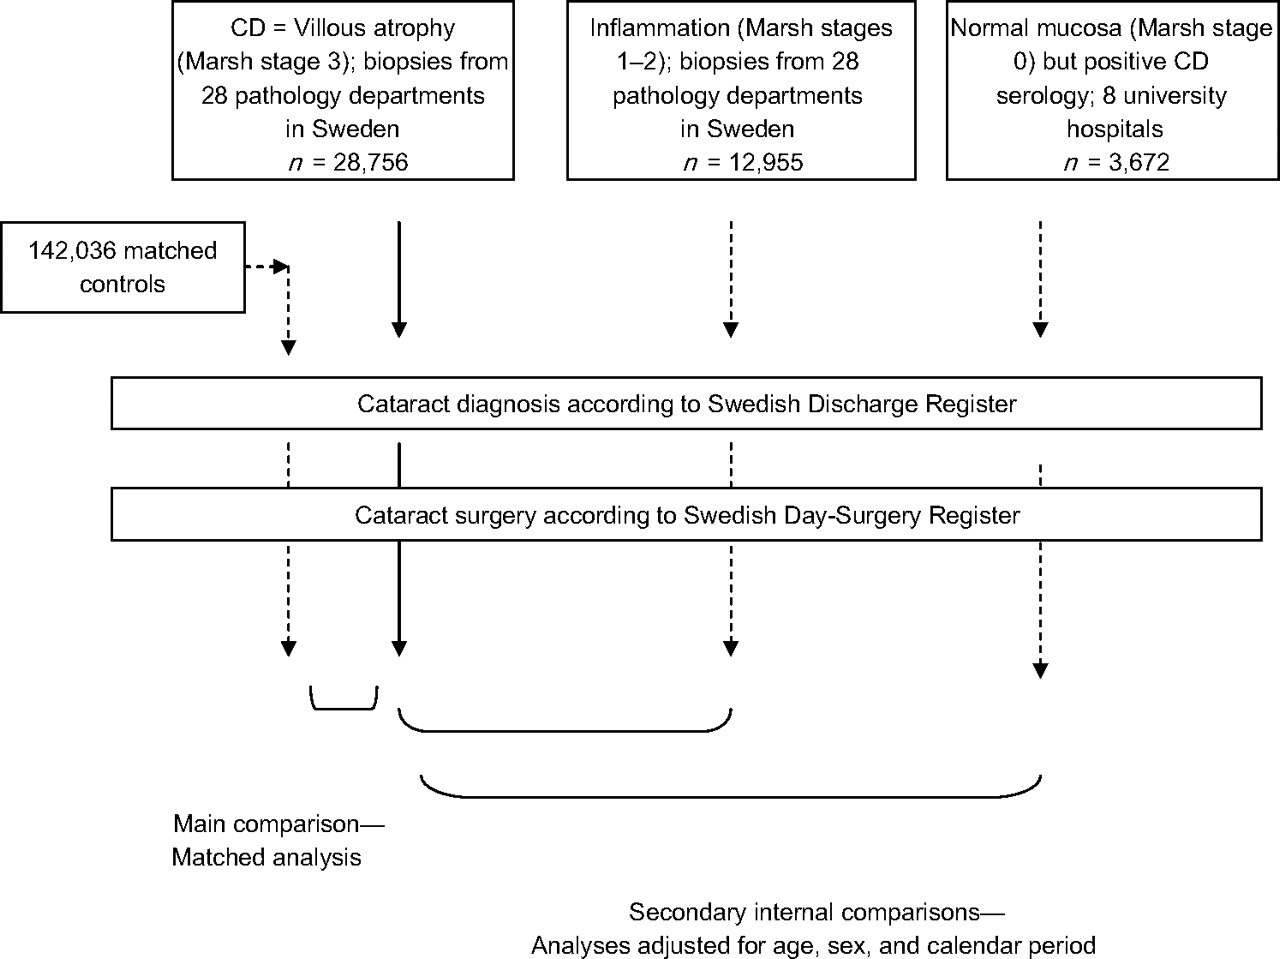 CD = Villous atrophy
(Marsh stage 3); biopsies from
28 pathology departments
in Sweden
n = 28,756
Inflammation (Marsh stages
1–2); biopsies from 28
pathology departments
in Sweden
n = 12,955
Normal mucosa (Marsh stage
0) but positive CD
serology; 8 university
hospitals
n = 3,672
142,036 matched
controls
Cataract diagnosis according to Swedish Discharge Register
Cataract surgery according to Swedish Day-Surgery Register
Main comparison—
Matched analysis
Secondary internal comparisons—
Analyses adjusted for age, sex, and calendar period